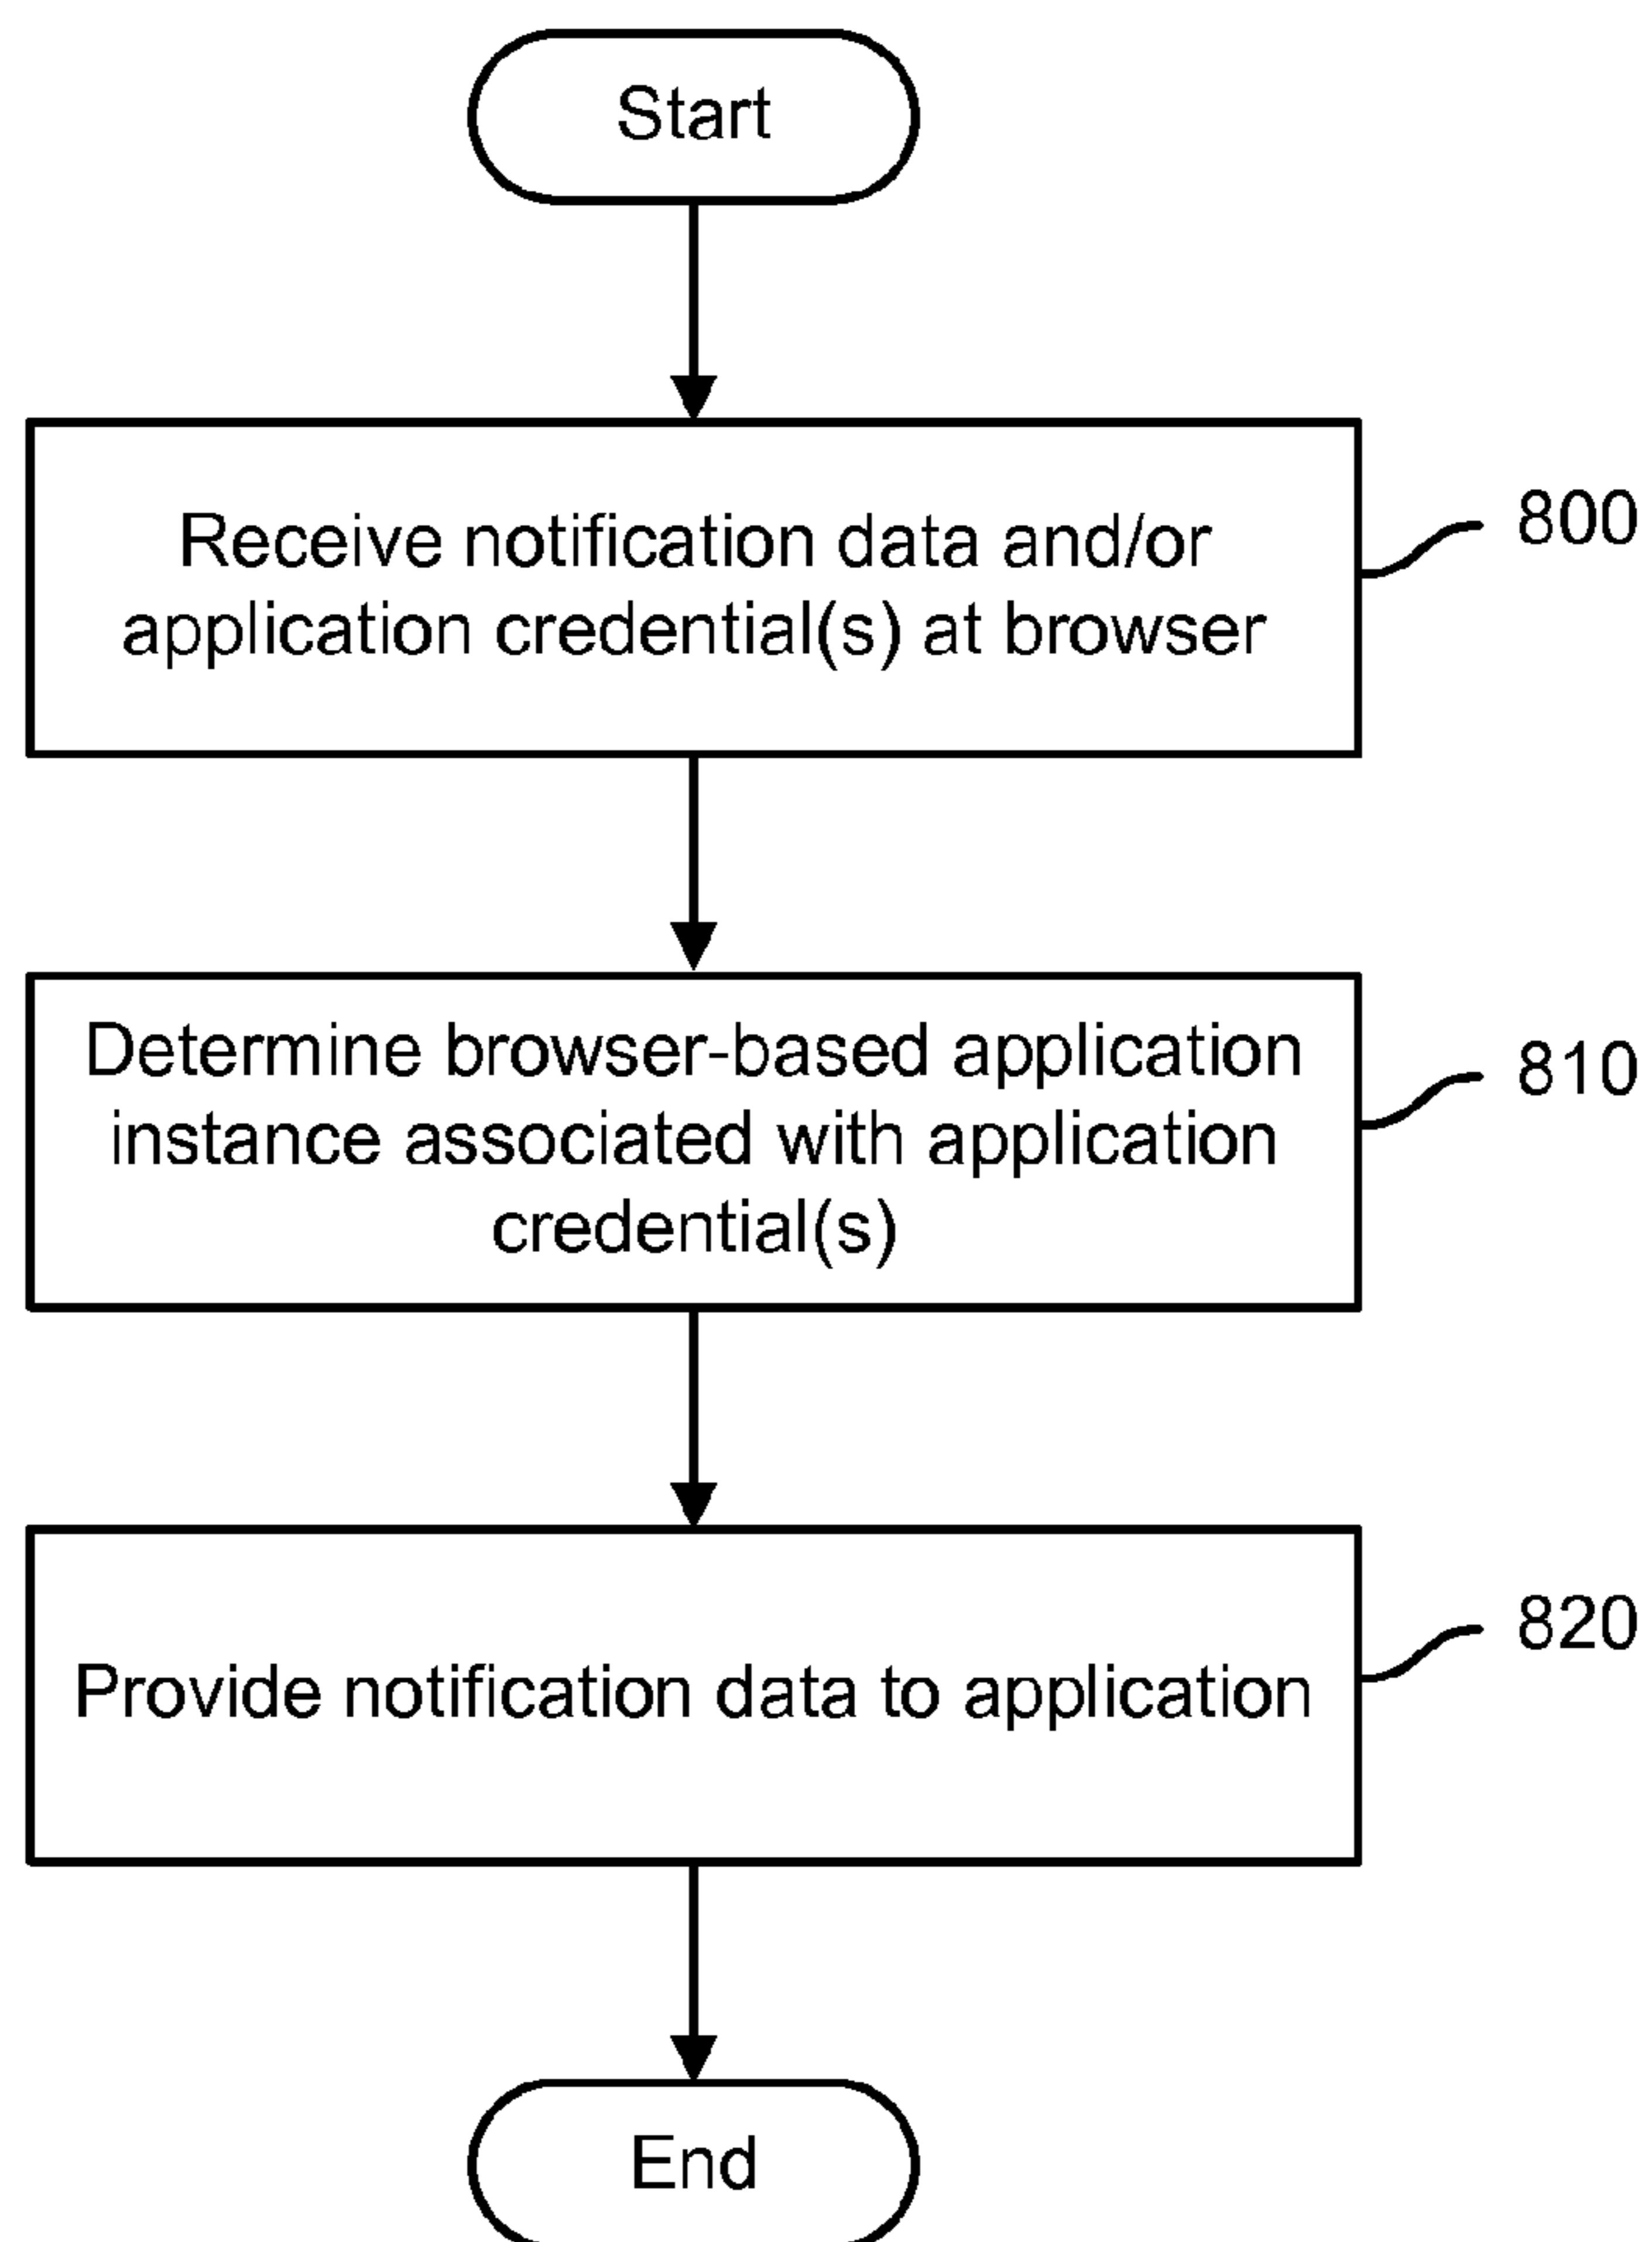 Start
Receive notification data and/or
application credential(s) at browser
800
Determine browser-based application
instance associated with application
credential(s)
810
Provide notification data to application
820
End